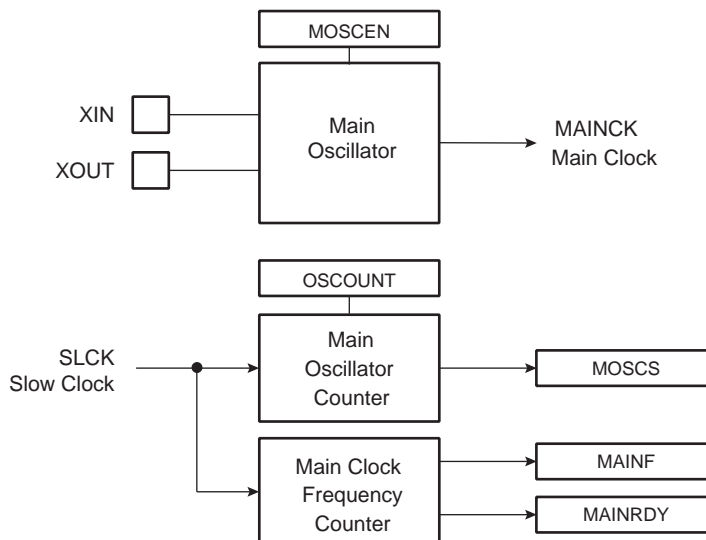 MOSCEN
XIN
XOUT
Main
Oscillator
MAINCK
Main Clock
OSCOUNT
SLCK
Slow Clock
Main
Oscillator
Counter
MOSCS
Main Clock
Frequency
Counter
MAINF
MAINRDY